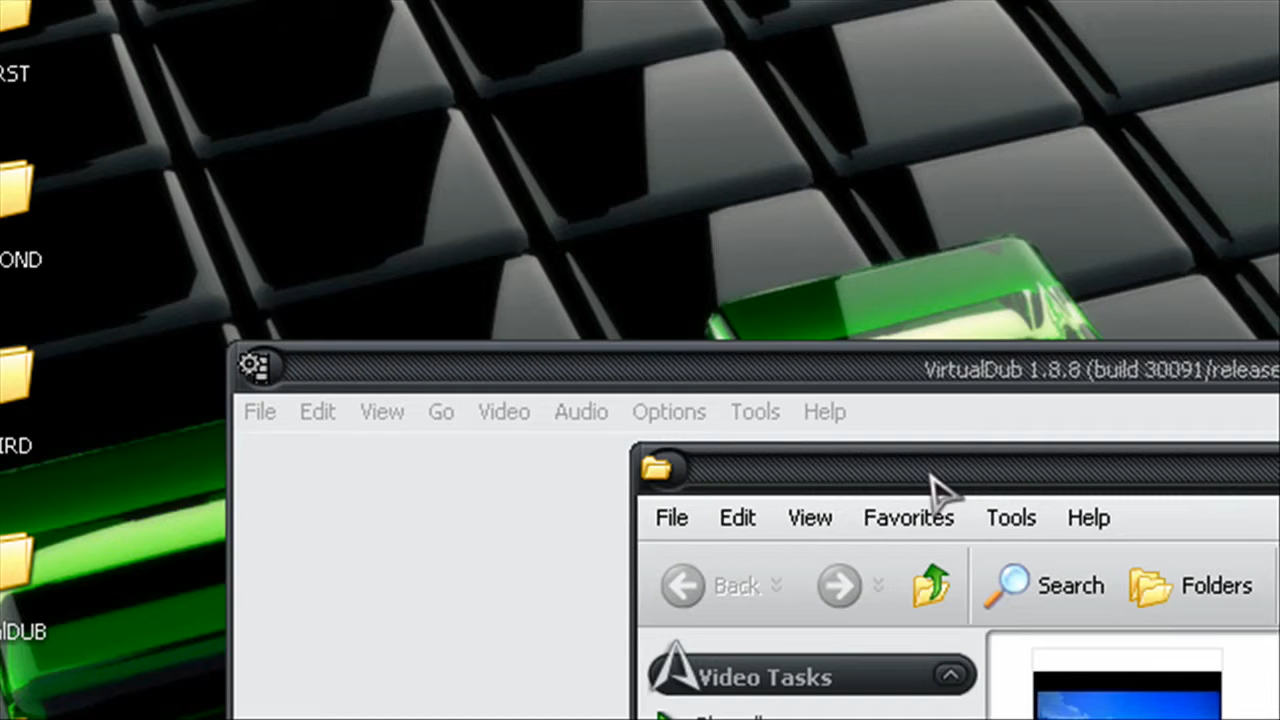 RST
OND
IRD
alDUB
VirtualDub 1.8.8 (build 30091/release
File Edit View Go Video Audio Options Tools Help
File Edit View Favorites Tools Help
Back Search Folders
Video Tasks